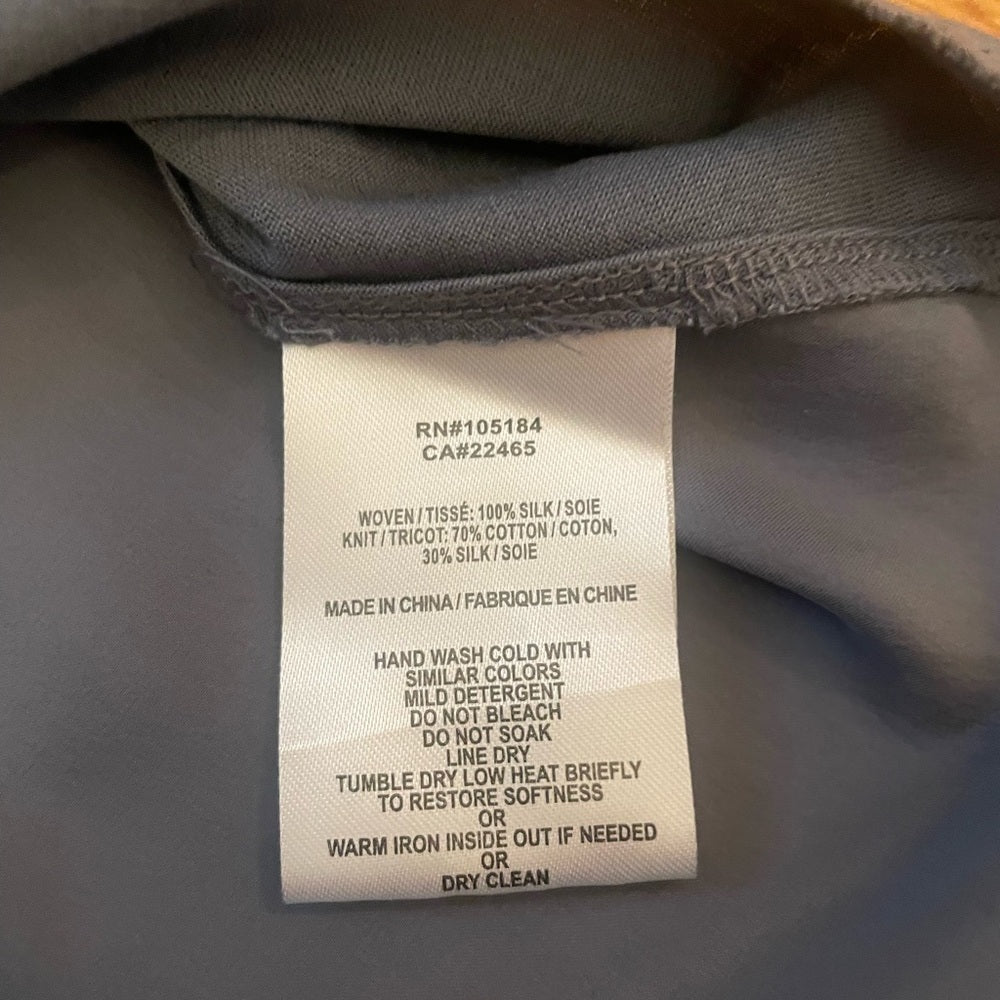 RN#105184
CA#22465
WOVEN / TISSÉ: 100% SILK / SOIE
KNIT / TRICOT: 70% COTTON / COTON,
30% SILK / SOIE
MADE IN CHINA / FABRIQUE EN CHINE
HAND WASH COLD WITH
SIMILAR COLORS
MILD DETERGENT
DO NOT BLEACH
DO NOT SOAK
LINE DRY
TUMBLE DRY LOW HEAT BRIEFLY
TO RESTORE SOFTNESS
OR
WARM IRON INSIDE OUT IF NEEDED
OR
DRY CLEAN